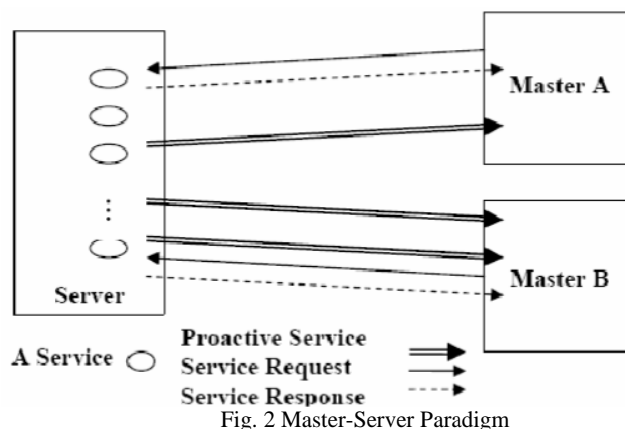 Master A
Master B
Server
A Service
Proactive Service
Service Request
Service Response
Fig. 2 Master-Server Paradigm